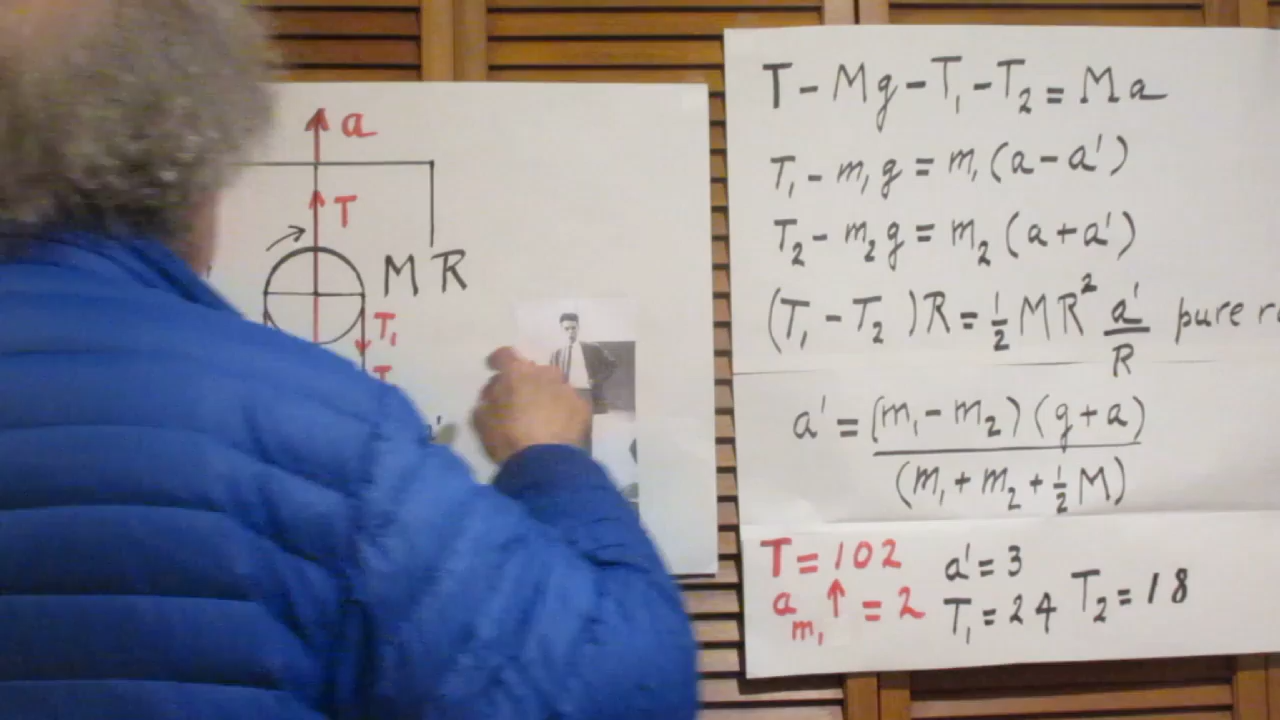 a
T
M R
T₁
T
a'
T - Mg - T₁ - T₂ = Ma
T₁ - m₁g = m₁(a - a')
T₂ - m₂g = m₂(a + a')
(T₁ - T₂)R = ½MR² a'/R pure
a' = (m₁ - m₂)(g + a) / (m₁ + m₂ + ½M)
T = 102 a' = 3
a m₁ ↑ = 2 T₁ = 24 T₂ = 18